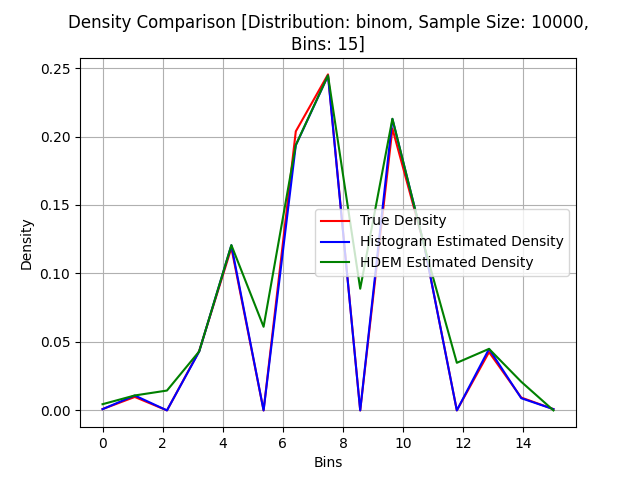 Density Comparison [Distribution: binom, Sample Size: 10000,
Bins: 15]
0.25
0.20
0.15
0.10
0.05
0.00
Density
True Density
Histogram Estimated Density
HDEM Estimated Density
0 2 4 6 8 10 12 14
Bins